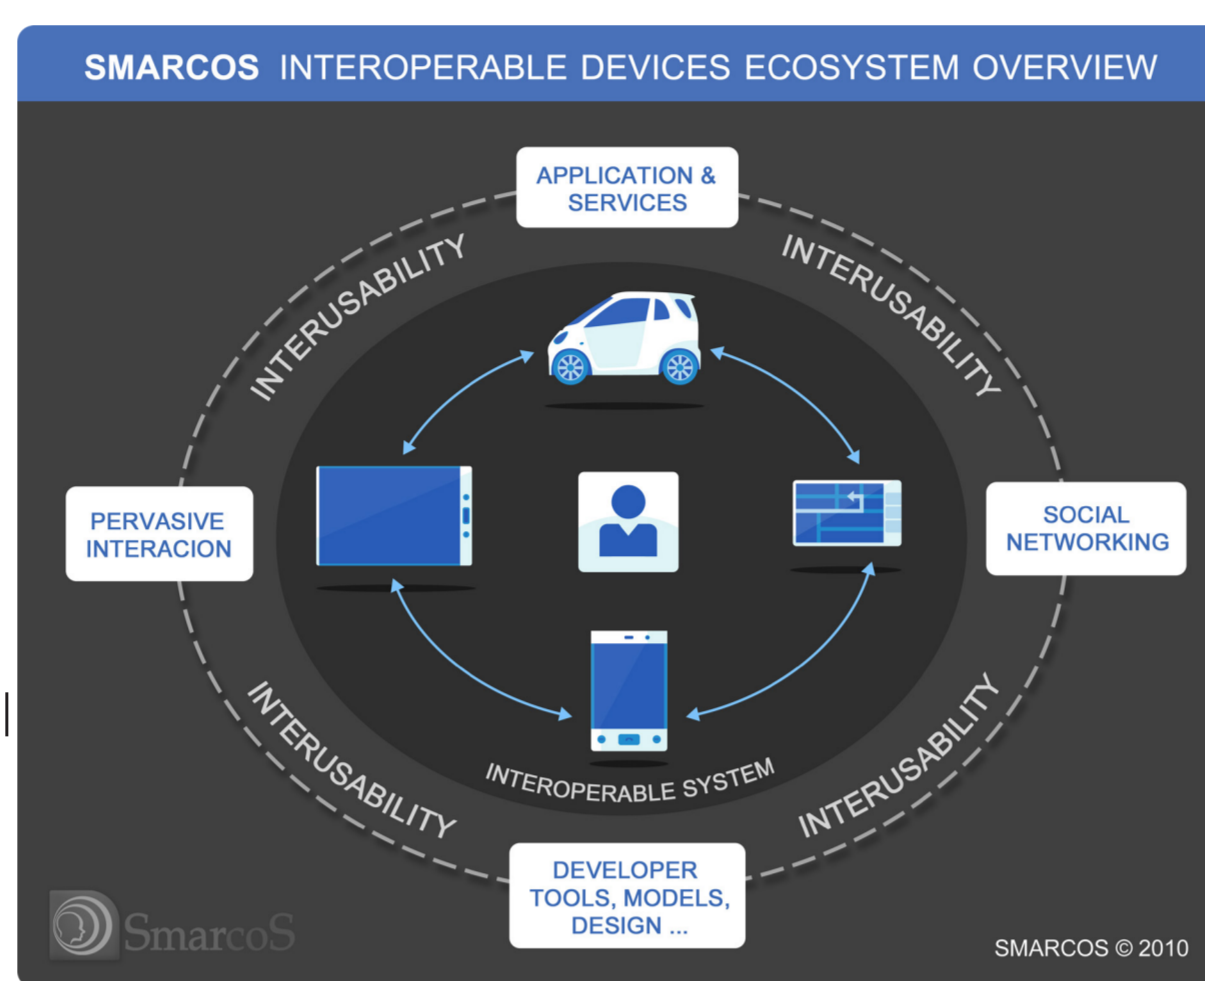 SMARCOS INTEROPERABLE DEVICES ECOSYSTEM OVERVIEW
APPLICATION &
SERVICES
INTERUSABILITY
INTERUSABILITY
PERVASIVE
INTERACION
SOCIAL
NETWORKING
INTERUSABILITY
INTERUSABILITY
INTEROPERABLE SYSTEM
DEVELOPER
TOOLS, MODELS,
DESIGN ...
SmarcoS
SMARCOS © 2010